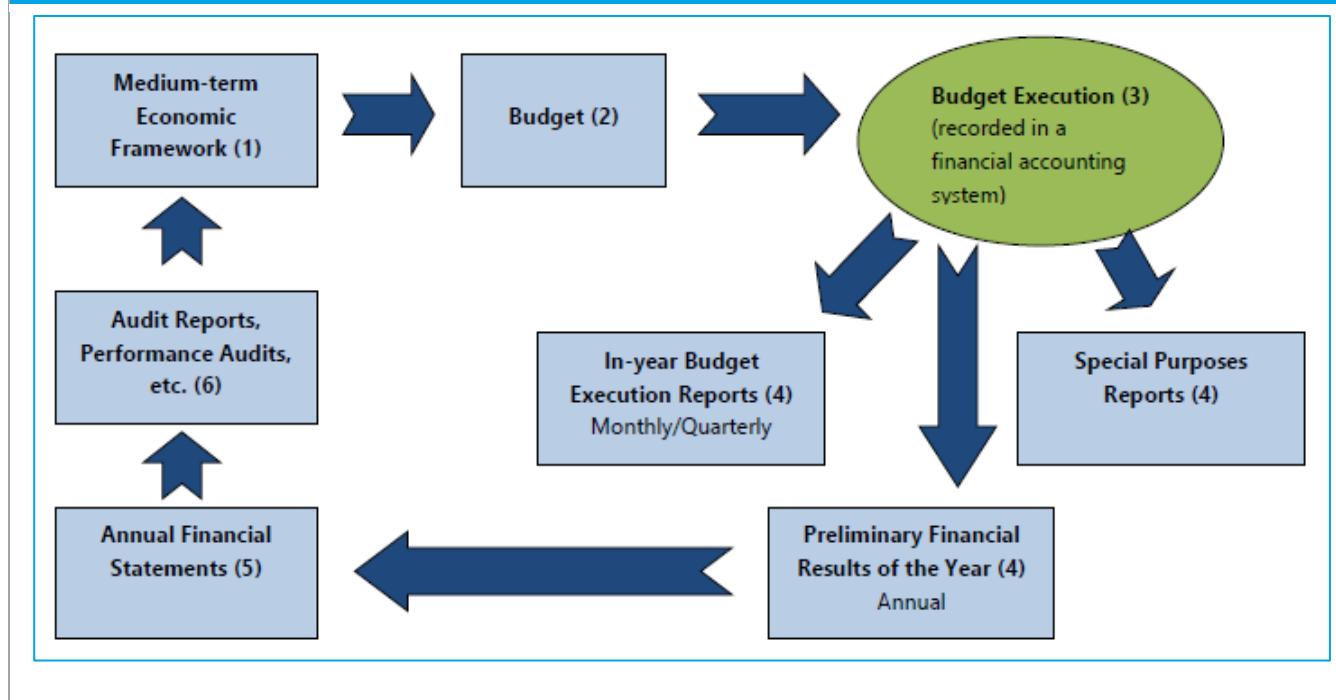 Medium-term
Economic
Framework (1)
Budget (2)
Budget Execution (3)
(recorded in a
financial accounting
system)
Audit Reports,
Performance Audits,
etc. (6)
In-year Budget
Execution Reports (4)
Monthly/Quarterly
Special Purposes
Reports (4)
Annual Financial
Statements (5)
Preliminary Financial
Results of the Year (4)
Annual